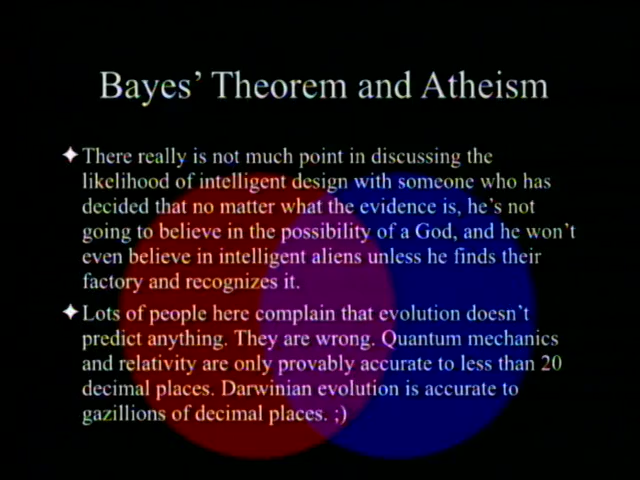 Bayes' Theorem and Atheism
There really is not much point in discussing the
likelihood of intelligent design with someone who has
decided that no matter what the evidence is, he's not
going to believe in the possibility of a God, and he won't
even believe in intelligent aliens unless he finds their
factory and recognizes it.
Lots of people here complain that evolution doesn't
predict anything. They are wrong. Quantum mechanics
and relativity are only provably accurate to less than 20
decimal places. Darwinian evolution is accurate to
gazillions of decimal places. ;)